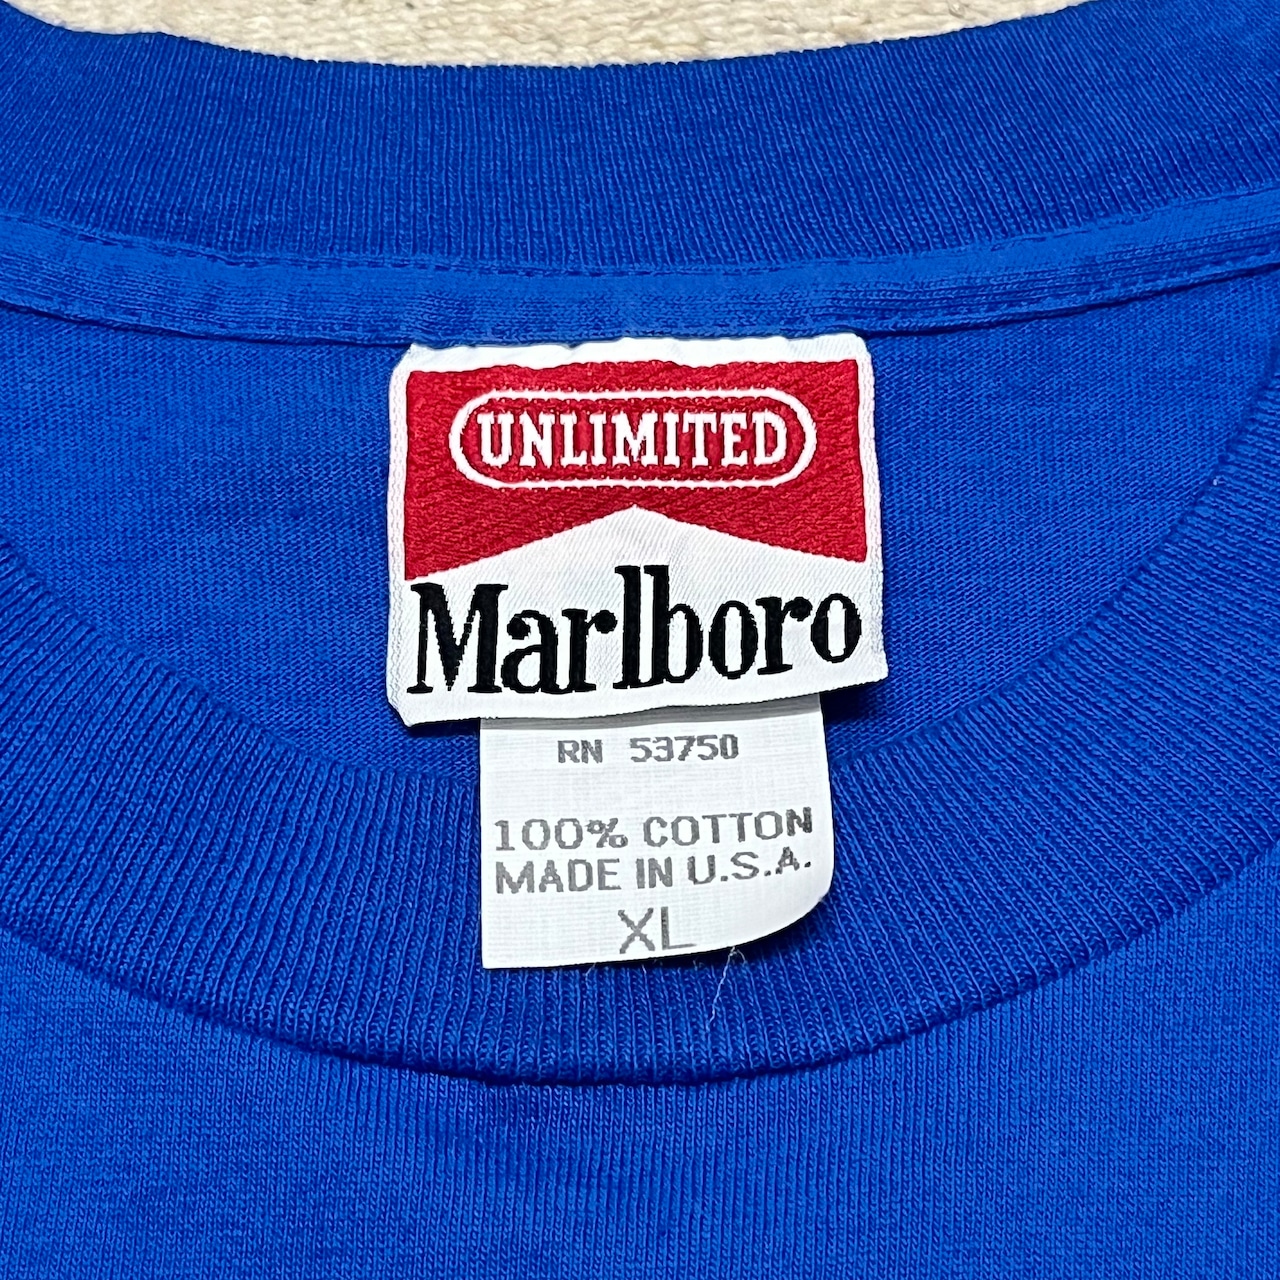 UNLIMITED
Marlboro
RN 53750
100% COTTON
MADE IN U.S.A.
XL